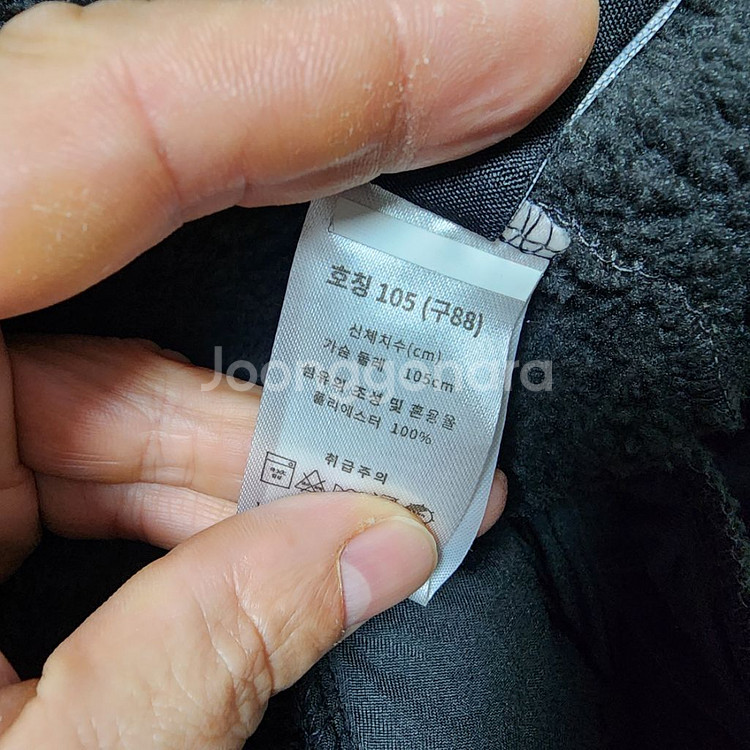 호칭 105 (구88)
신체치수(cm)
가슴 둘레 105cm
섬유의 조성 및 혼용율
폴리에스터 100%
취급주의
Joonggonara